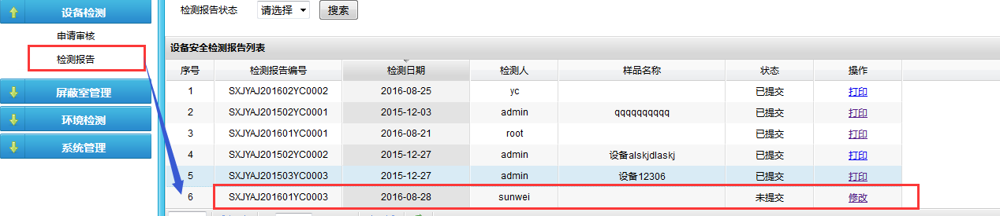 设备检测
申请审核
检测报告
屏蔽室管理
环境检测
系统管理
检测报告状态 请选择 搜索
设备安全检测报告列表
序号 检测报告编号 检测日期 检测人 样品名称 状态 操作
1 SXJYAJ201602YC0002 2016-08-25 yc 已提交 打印
2 SXJYAJ201502YC0001 2015-12-03 admin qqqqqqqqqq 已提交 打印
3 SXJYAJ201601YC0001 2016-08-21 root 已提交 打印
4 SXJYAJ201502YC0002 2015-12-27 admin 设备alskjdlaskj 已提交 打印
5 SXJYAJ201503YC0003 2015-12-27 admin 设备12306 已提交 打印
6 SXJYAJ201601YC0003 2016-08-28 sunwei 未提交 修改